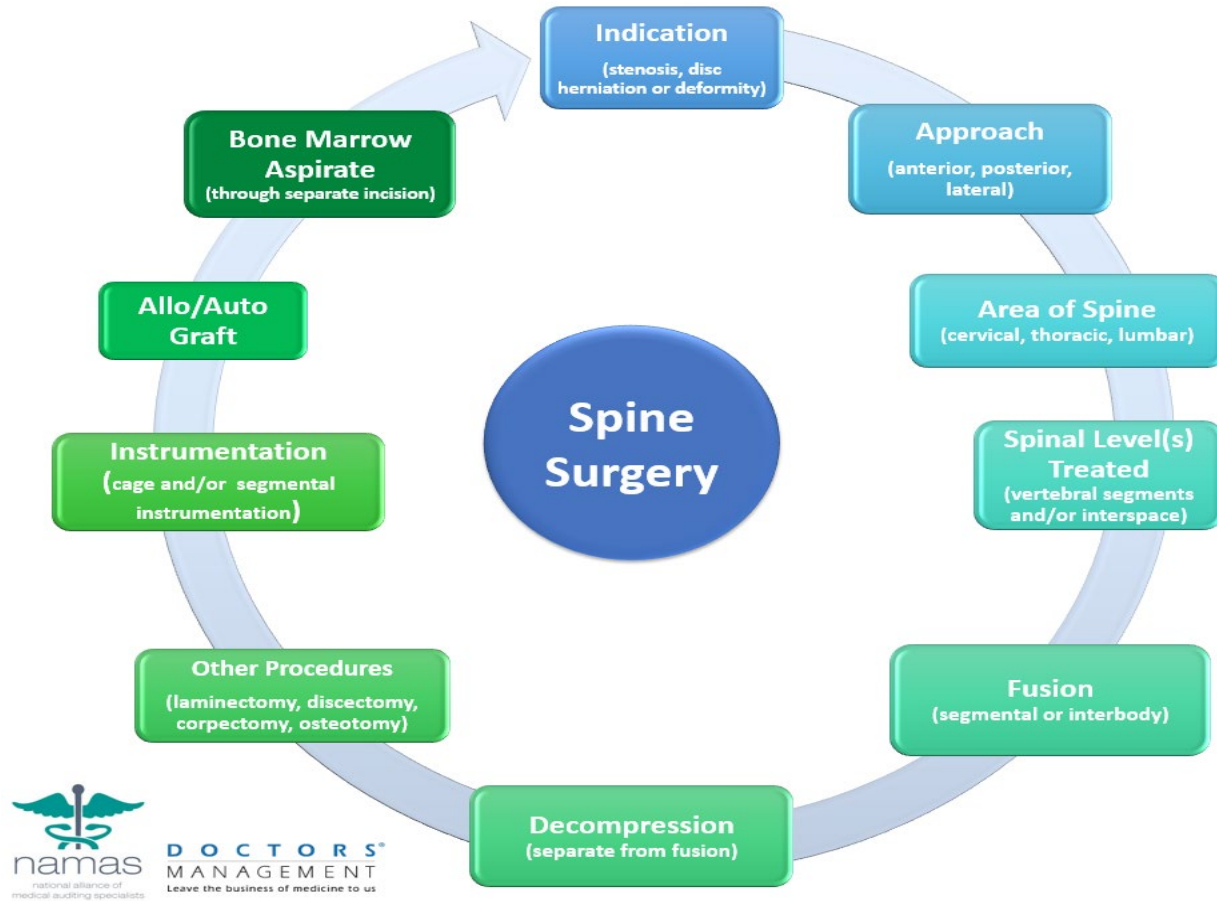 Indication
(stenosis, disc
herniation or deformity)
Approach
(anterior, posterior,
lateral)
Area of Spine
(cervical, thoracic, lumbar)
Spinal Level(s)
Treated
(vertebral segments
and/or interspace)
Fusion
(segmental or interbody)
Decompression
(separate from fusion)
Other Procedures
(laminectomy, discectomy,
corpectomy, osteotomy)
Instrumentation
(cage and/or segmental
instrumentation)
Allo/Auto
Graft
Bone Marrow
Aspirate
(through separate incision)
Spine
Surgery
namas
national alliance of
medical auditing specialists
DOCTORS®
MANAGEMENT
Leave the business of medicine to us